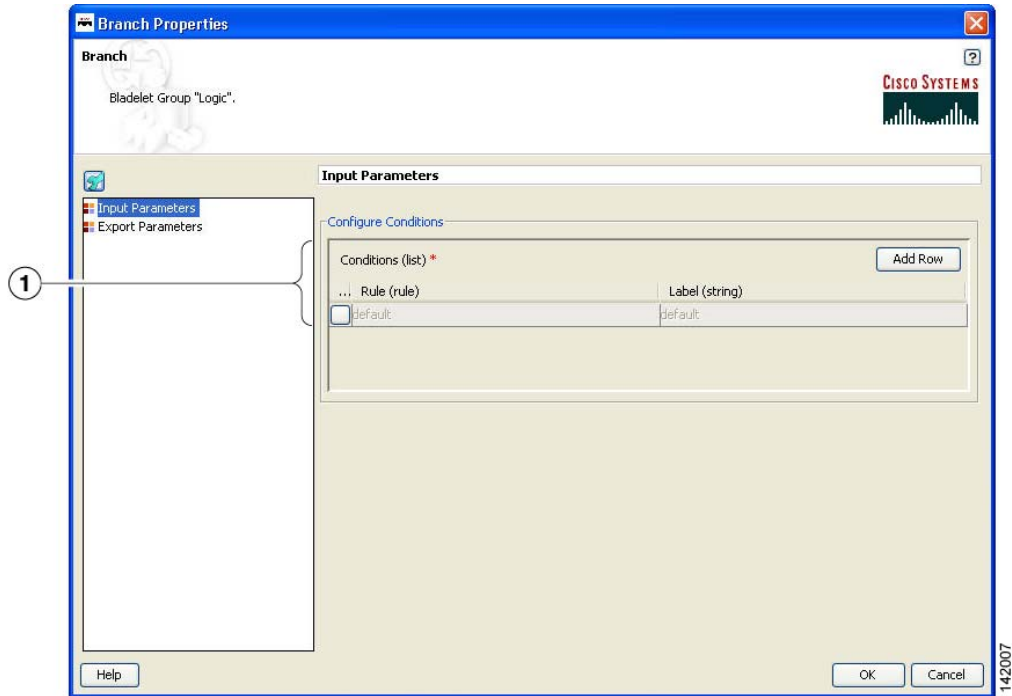 Branch Properties
Branch
?
Bladelet Group "Logic".
CISCO SYSTEMS
Input Parameters
Input Parameters
Export Parameters
Configure Conditions
1
Conditions (list) *
Add Row
... Rule (rule)
Label (string)
default
default
Help
OK
Cancel
142007